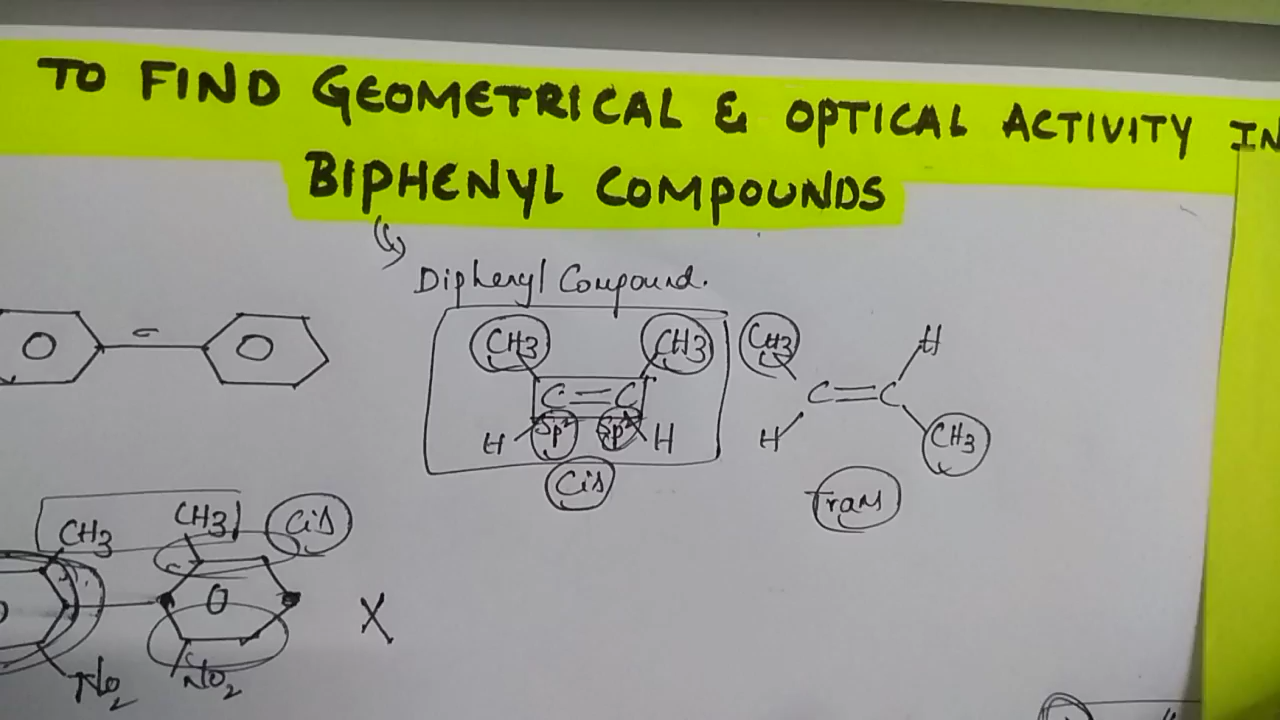 TO FIND GEOMETRICAL & OPTICAL ACTIVITY IN
BIPHENYL COMPOUNDS
Diphenyl Compound.
CH3 CH3 CH3 H
C=C C=C
H Sp² Sp² H H CH3
Cis Trans
CH3 CH3 Cis
X
NO₂ NO₂